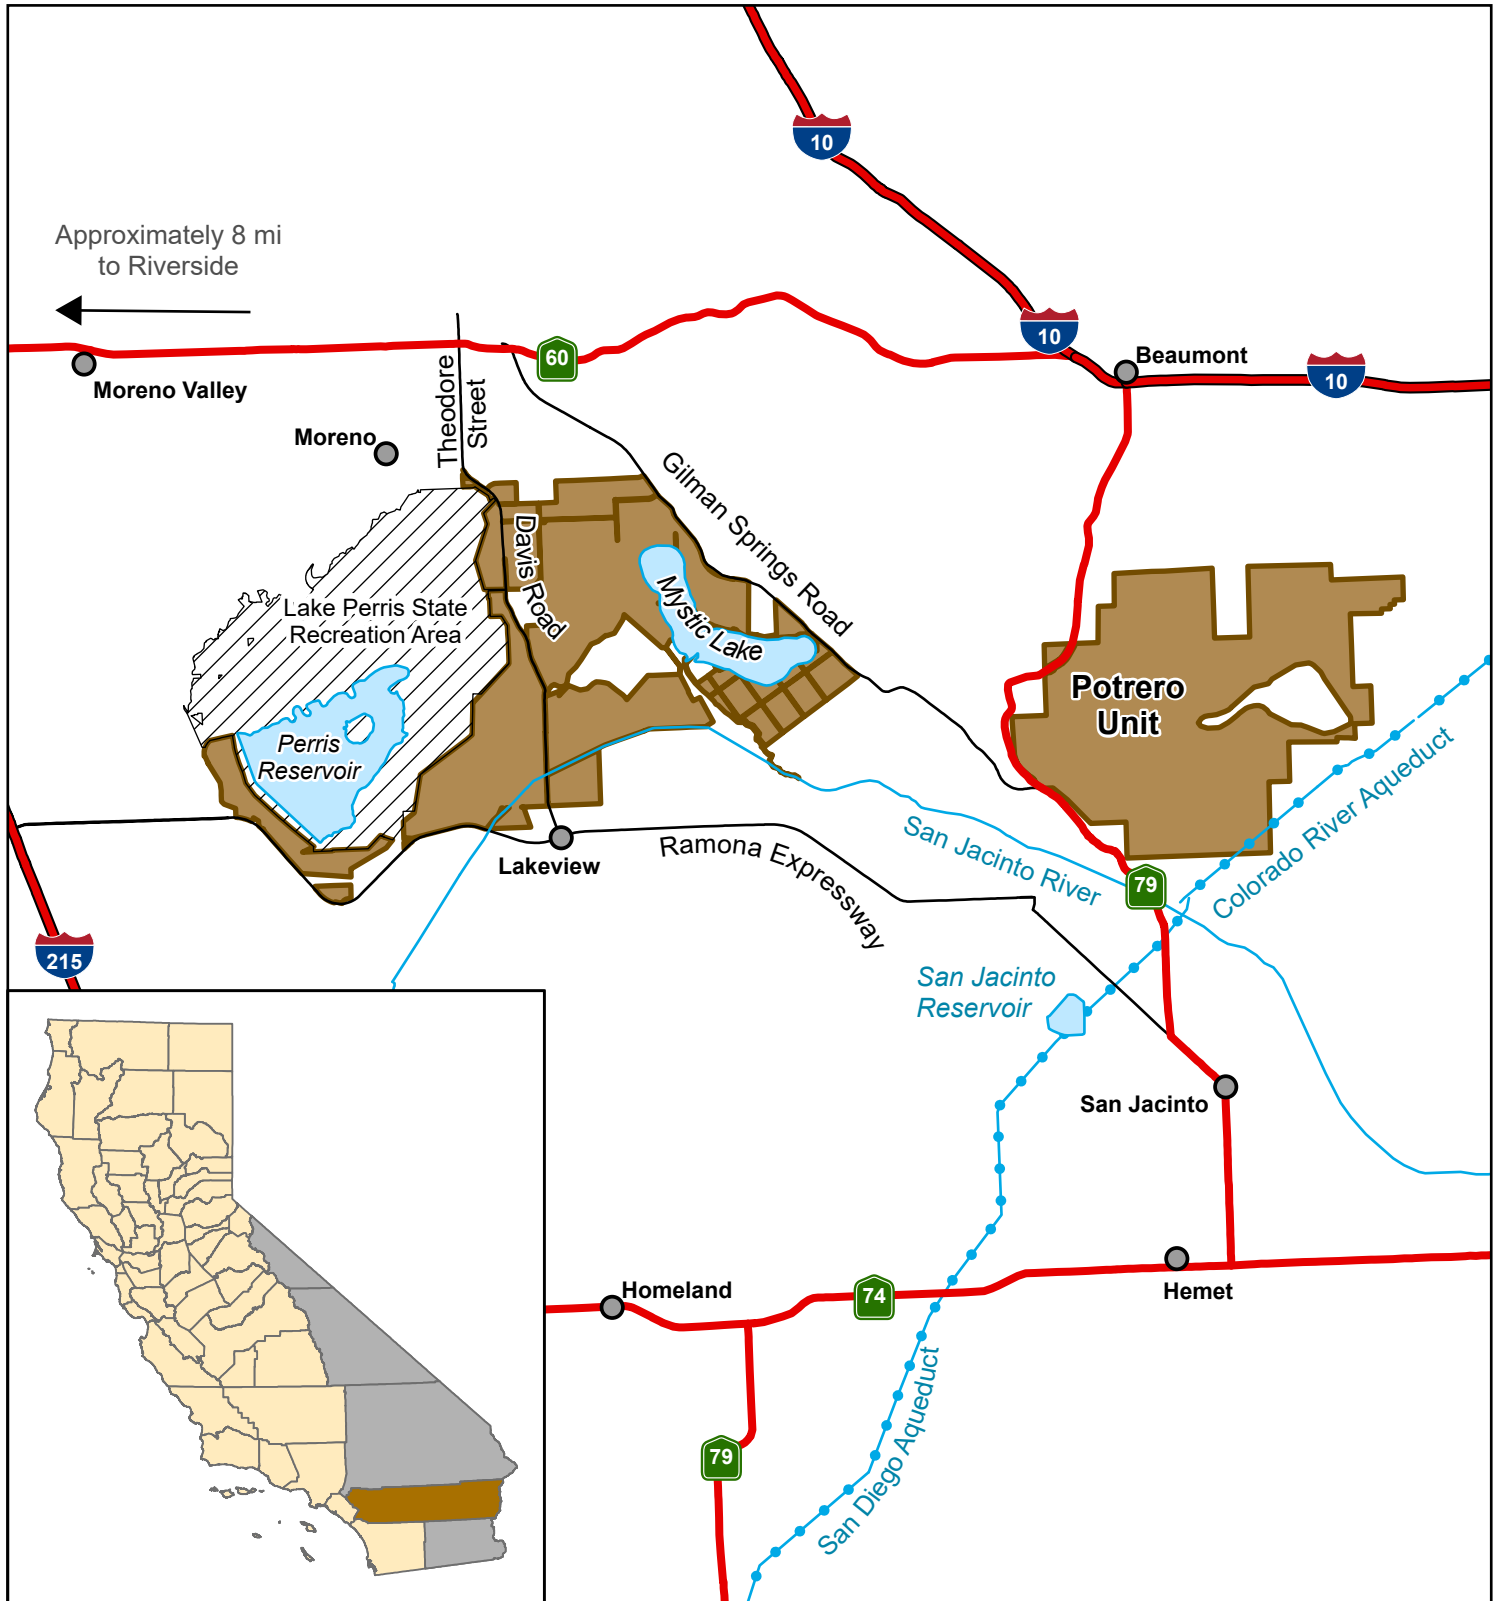 10
Approximately 8 mi
to Riverside
10
Beaumont
60
10
Moreno Valley
Moreno
Theodore
Street
Gilman Springs Road
Davis Road
Mystic Lake
Lake Perris State
Recreation Area
Potrero
Unit
Perris
Reservoir
Colorado River Aqueduct
San Jacinto River
Ramona Expressway
Lakeview
79
215
San Jacinto
Reservoir
San Jacinto
Homeland
74
Hemet
San Diego Aqueduct
79